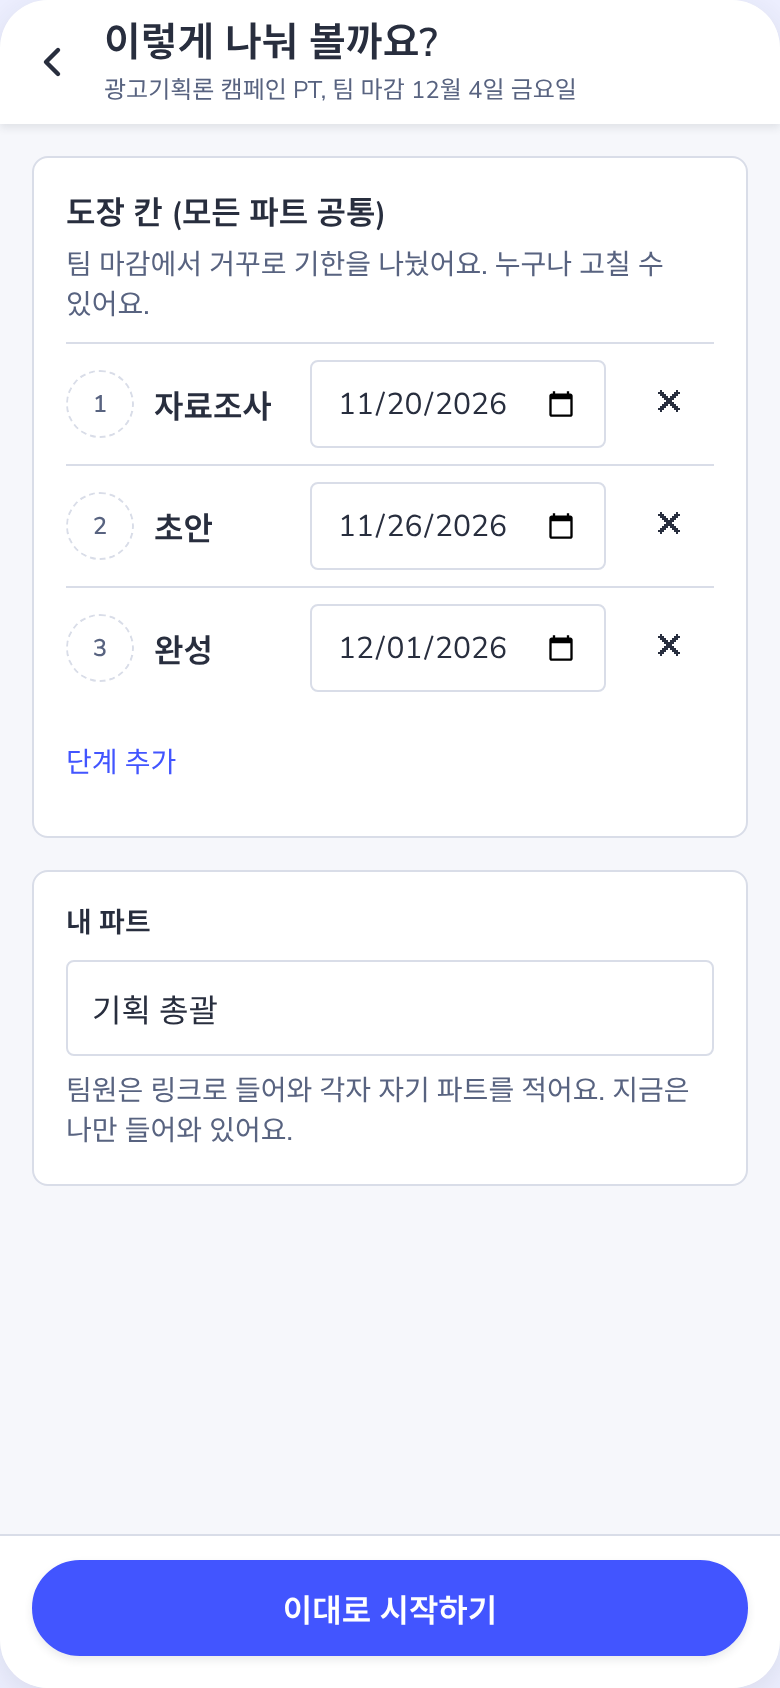 이렇게 나눠 볼까요?
광고기획론 캠페인 PT, 팀 마감 12월 4일 금요일
도장 칸 (모든 파트 공통)
팀 마감에서 거꾸로 기한을 나눴어요. 누구나 고칠 수
있어요.
1 자료조사 11/20/2026
2 초안 11/26/2026
3 완성 12/01/2026
단계 추가
내 파트
기획 총괄
팀원은 링크로 들어와 각자 자기 파트를 적어요. 지금은
나만 들어와 있어요.
이대로 시작하기